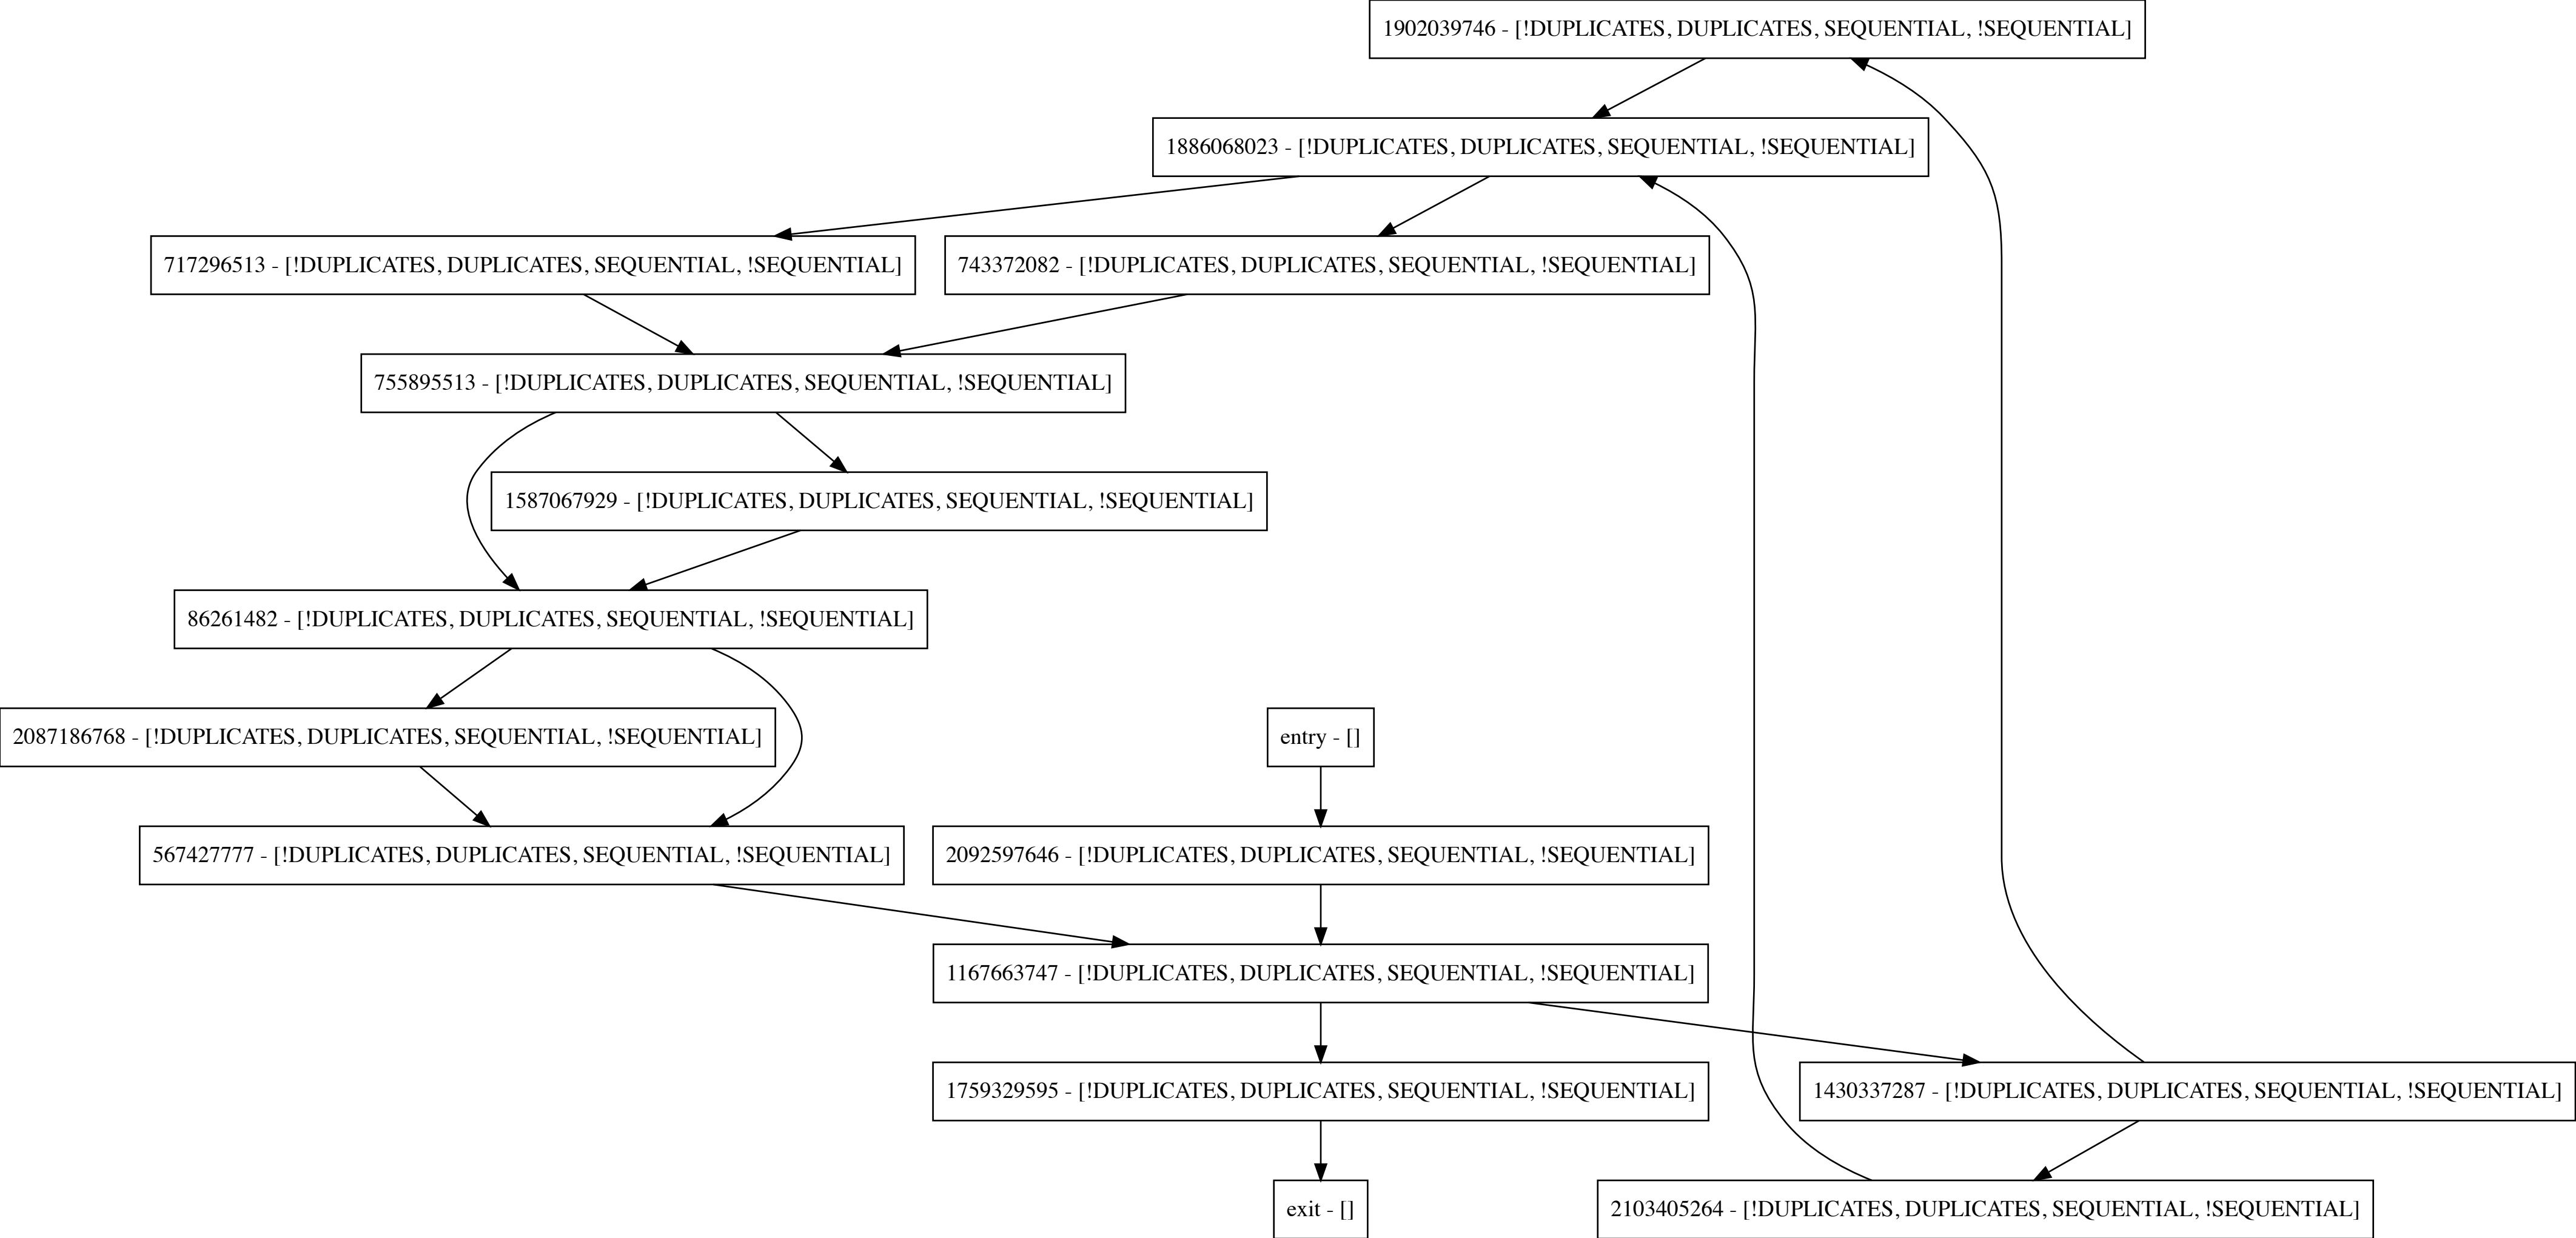 1902039746 - [!DUPLICATES, DUPLICATES, SEQUENTIAL, !SEQUENTIAL]
1886068023 - [!DUPLICATES, DUPLICATES, SEQUENTIAL, !SEQUENTIAL]
717296513 - [!DUPLICATES, DUPLICATES, SEQUENTIAL, !SEQUENTIAL]
743372082 - [!DUPLICATES, DUPLICATES, SEQUENTIAL, !SEQUENTIAL]
755895513 - [!DUPLICATES, DUPLICATES, SEQUENTIAL, !SEQUENTIAL]
1587067929 - [!DUPLICATES, DUPLICATES, SEQUENTIAL, !SEQUENTIAL]
86261482 - [!DUPLICATES, DUPLICATES, SEQUENTIAL, !SEQUENTIAL]
2087186768 - [!DUPLICATES, DUPLICATES, SEQUENTIAL, !SEQUENTIAL]
entry - []
567427777 - [!DUPLICATES, DUPLICATES, SEQUENTIAL, !SEQUENTIAL]
2092597646 - [!DUPLICATES, DUPLICATES, SEQUENTIAL, !SEQUENTIAL]
1167663747 - [!DUPLICATES, DUPLICATES, SEQUENTIAL, !SEQUENTIAL]
1759329595 - [!DUPLICATES, DUPLICATES, SEQUENTIAL, !SEQUENTIAL]
1430337287 - [!DUPLICATES, DUPLICATES, SEQUENTIAL, !SEQUENTIAL]
exit - []
2103405264 - [!DUPLICATES, DUPLICATES, SEQUENTIAL, !SEQUENTIAL]